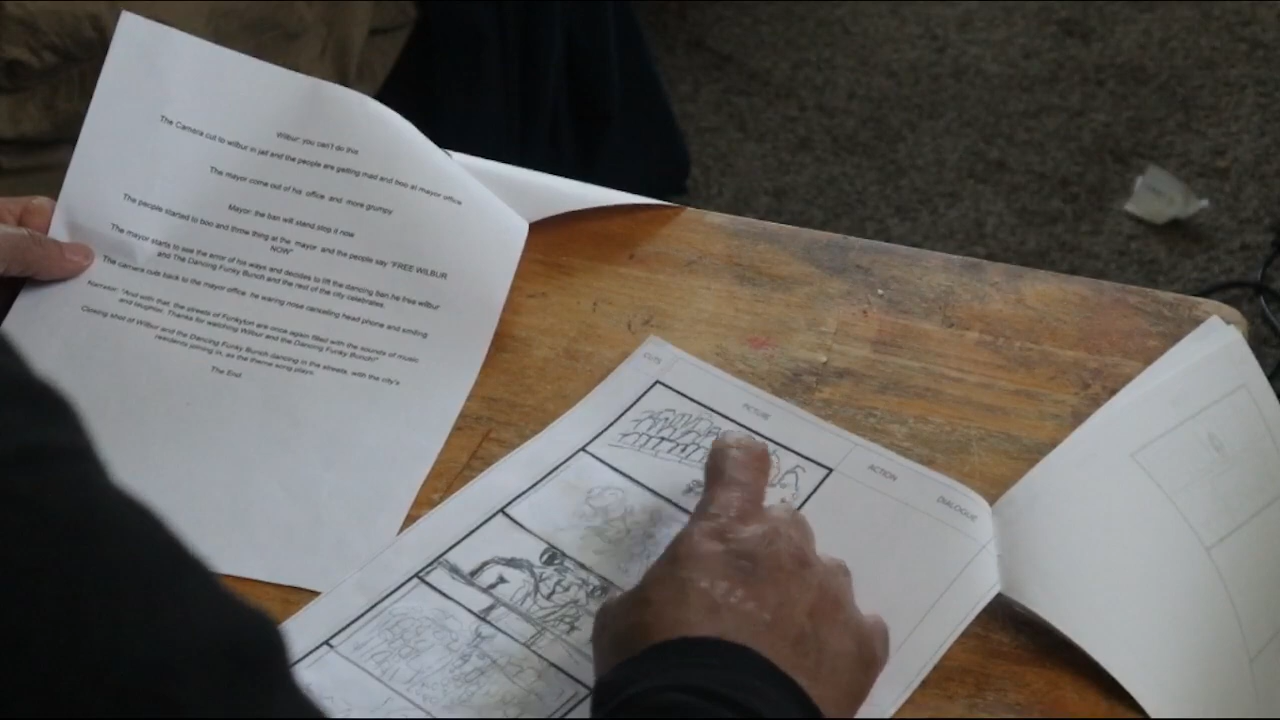 Wilbur: you can't do this
The Camera cut to wilbur in jail and the people are getting mad and boo at mayor office
The mayor come out of his office and more grumpy
Mayor: the ban will stand,stop it now
The people started to boo and throw thing at the mayor and the people say "FREE WILBUR
NOW"
The mayor starts to see the error of his ways and decides to lift the dancing ban,he free wilbur
and The Dancing Funky Bunch and the rest of the city celebrates.
The camera cuts back to the mayor office he waring nose canceling head phone and smiling
Narrator: "And with that, the streets of Funkyton are once again filled with the sounds of music
and laughter. Thanks for watching Wilbur and the Dancing Funky Bunch!"
Closing shot of Wilbur and the Dancing Funky Bunch dancing in the streets, with the city's
residents joining in, as the theme song plays.
The End.
CUTS
PICTURE
ACTION
DIALOGUE